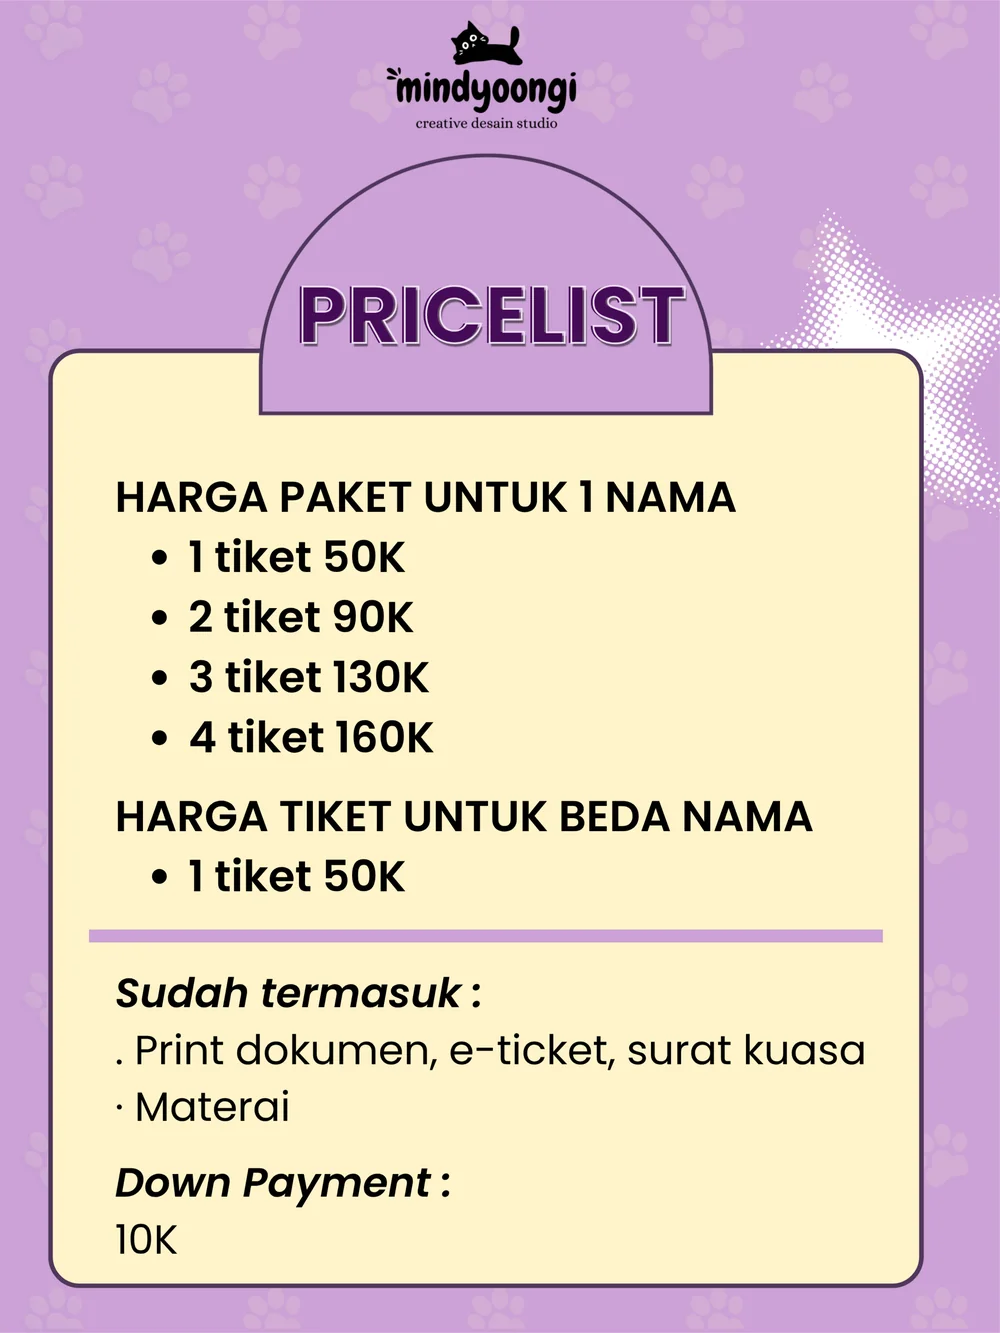 mindyoongi
creative desain studio
PRICELIST
HARGA PAKET UNTUK 1 NAMA
• 1 tiket 50K
• 2 tiket 90K
• 3 tiket 130K
• 4 tiket 160K
HARGA TIKET UNTUK BEDA NAMA
• 1 tiket 50K
Sudah termasuk :
. Print dokumen, e-ticket, surat kuasa
· Materai
Down Payment :
10K